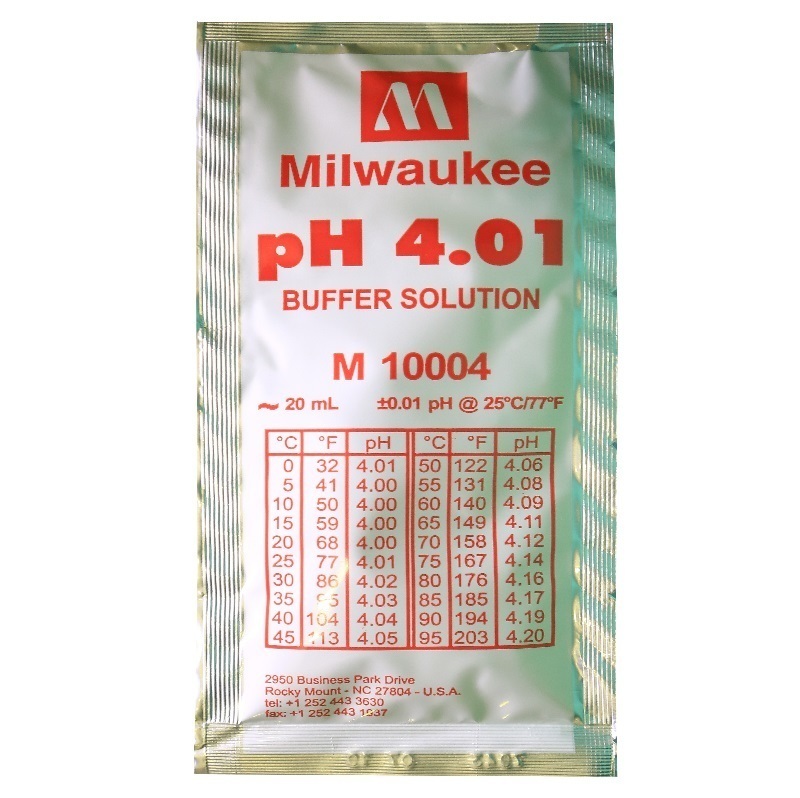 M
Milwaukee
pH 4.01
BUFFER SOLUTION
M 10004
~ 20 mL ±0.01 pH @ 25°C/77°F
°C °F pH °C °F pH
0 32 4.01 50 122 4.06
5 41 4.00 55 131 4.08
10 50 4.00 60 140 4.09
15 59 4.00 65 149 4.11
20 68 4.00 70 158 4.12
25 77 4.01 75 167 4.14
30 86 4.02 80 176 4.16
35 95 4.03 85 185 4.17
40 104 4.04 90 194 4.19
45 113 4.05 95 203 4.20
2950 Business Park Drive
Rocky Mount - NC 27804 - U.S.A.
tel: +1 252 443 3630
fax: +1 252 443 1937